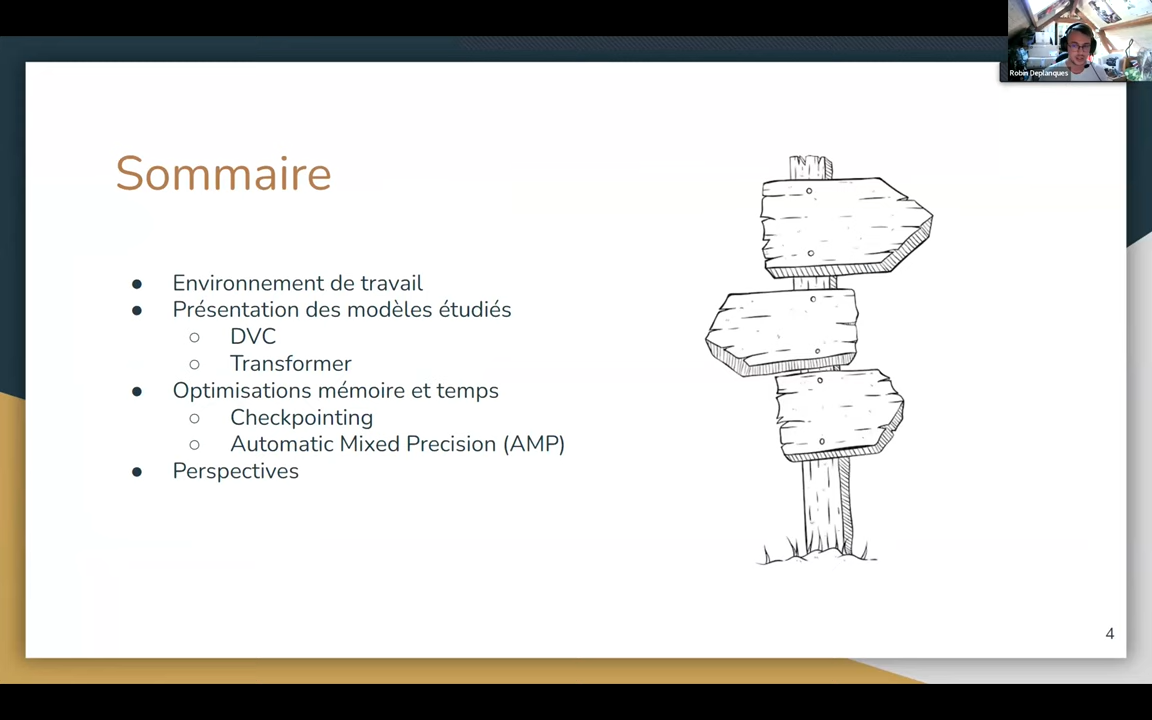 Robin Deplanques
Sommaire
● Environnement de travail
● Présentation des modèles étudiés
○ DVC
○ Transformer
● Optimisations mémoire et temps
○ Checkpointing
○ Automatic Mixed Precision (AMP)
● Perspectives
4